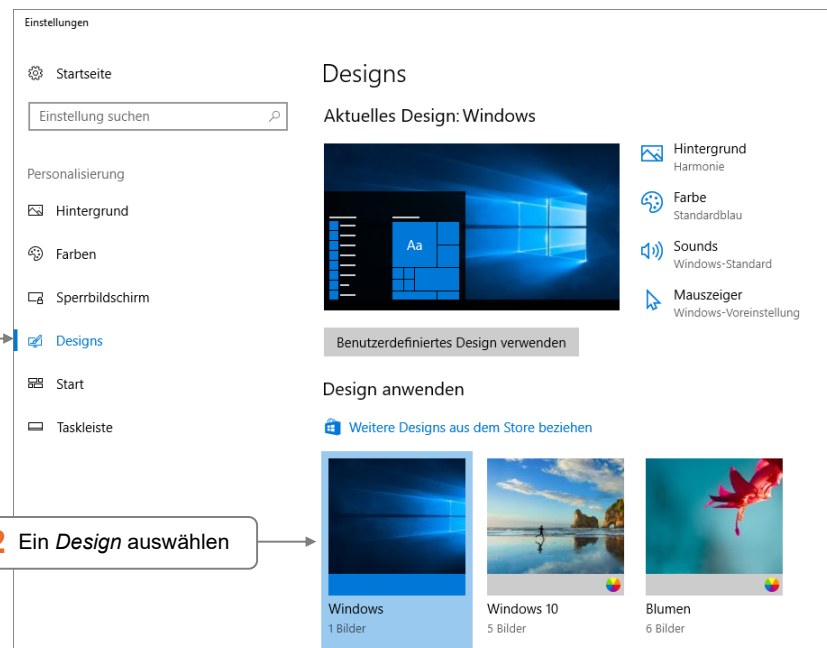 Einstellungen
Startseite
Einstellung suchen
Personalisierung
Hintergrund
Farben
Sperrbildschirm
Designs
Start
Taskleiste
Designs
Aktuelles Design: Windows
Aa
Hintergrund
Harmonie
Farbe
Standardblau
Sounds
Windows-Standard
Mauszeiger
Windows-Voreinstellung
Benutzerdefiniertes Design verwenden
Design anwenden
Weitere Designs aus dem Store beziehen
2 Ein Design auswählen
Windows
1 Bilder
Windows 10
5 Bilder
Blumen
6 Bilder